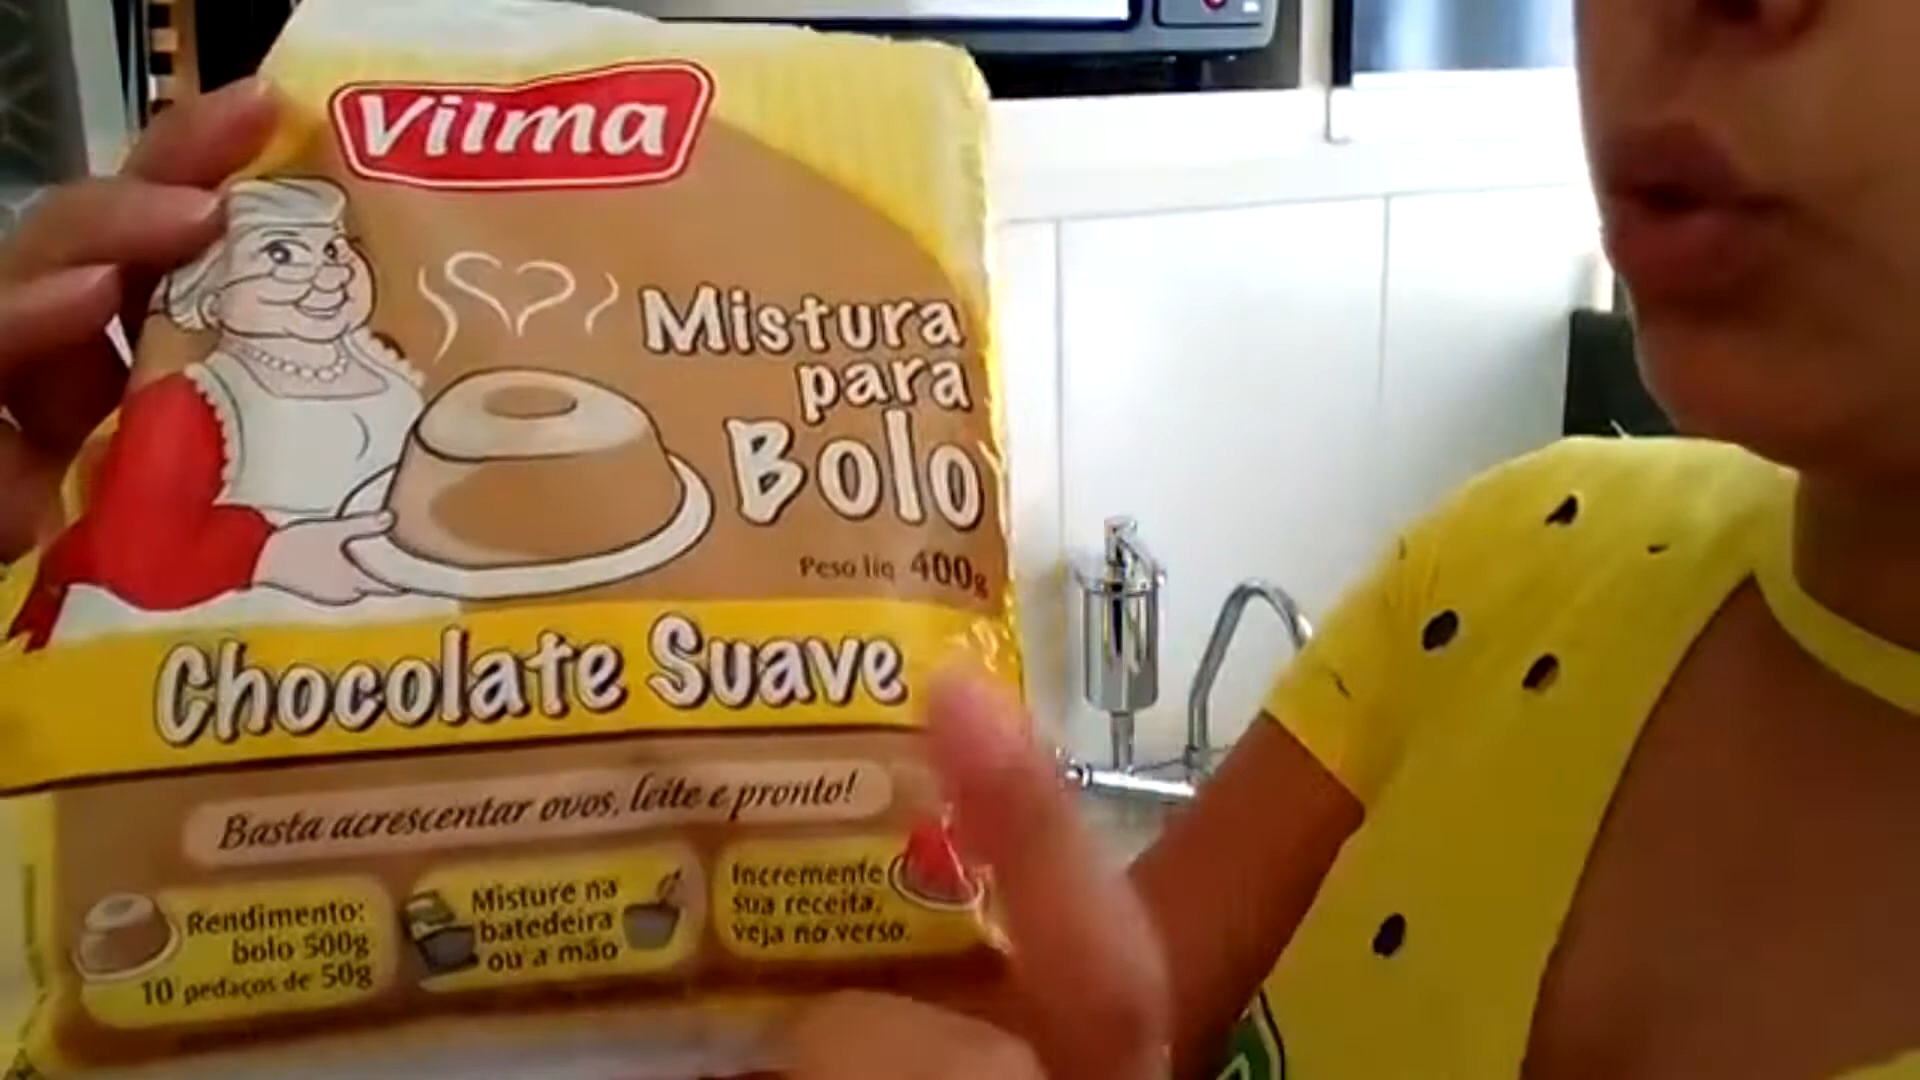 Vilma
Mistura
para
Bolo
Peso líq. 400g
Chocolate Suave
Basta acrescentar ovos, leite e pronto!
Rendimento:
bolo 500g
10 pedaços de 50g
Misture na
batedeira
ou a mão
Incremente
sua receita,
veja no verso.